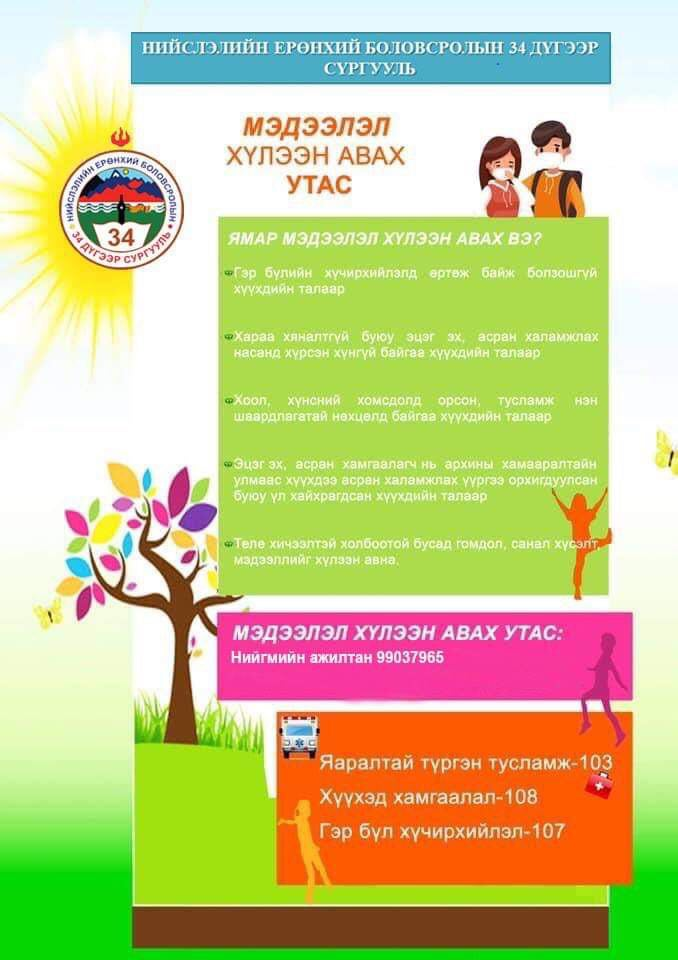 НИЙСЛЭЛИЙН ЕРӨНХИЙ БОЛОВСРОЛЫН 34 ДҮГЭЭР
СУРГУУЛЬ
МЭДЭЭЛЭЛ
ХҮЛЭЭН АВАХ
УТАС
НИЙСЛЭЛИЙН ЕРӨНХИЙ БОЛОВСРОЛЫН
34
34 ДҮГЭЭР СУРГУУЛЬ
ЯМАР МЭДЭЭЛЭЛ ХҮЛЭЭН АВАХ ВЭ?
Гэр бүлийн хүчирхийлэлд өртөж байж болзошгүй
хүүхдийн талаар
Хараа хяналтгүй буюу эцэг эх, асран халамжлах
насанд хүрсэн хүнгүй байгаа хүүхдийн талаар
Хоол, хүнсний хомсдолд орсон, тусламж нэн
шаардлагатай нөхцөлд байгаа хүүхдийн талаар
Эцэг эх, асран хамгаалагч нь архины хамааралтайн
улмаас хүүхдээ асран халамжлах үүргээ орхигдуулсан
буюу үл хайхрагдсан хүүхдийн талаар
Теле хичээлтэй холбоотой бусад гомдол, санал хүсэлт,
мэдээллийг хүлээн авна.
МЭДЭЭЛЭЛ ХҮЛЭЭН АВАХ УТАС:
Нийгмийн ажилтан 99037965
Яаралтай түргэн тусламж-103
Хүүхэд хамгаалал-108
Гэр бүл хүчирхийлэл-107